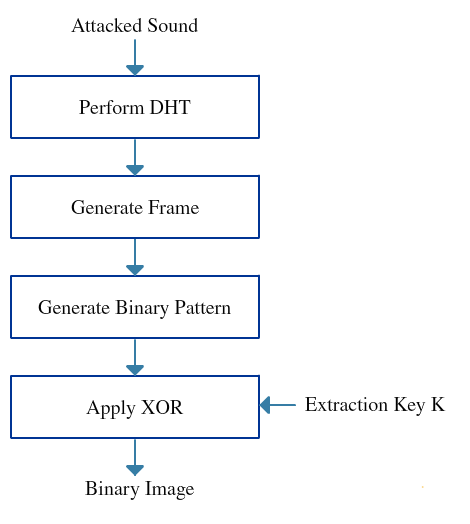 Attacked Sound
Perform DHT
Generate Frame
Generate Binary Pattern
Apply XOR
Extraction Key K
Binary Image